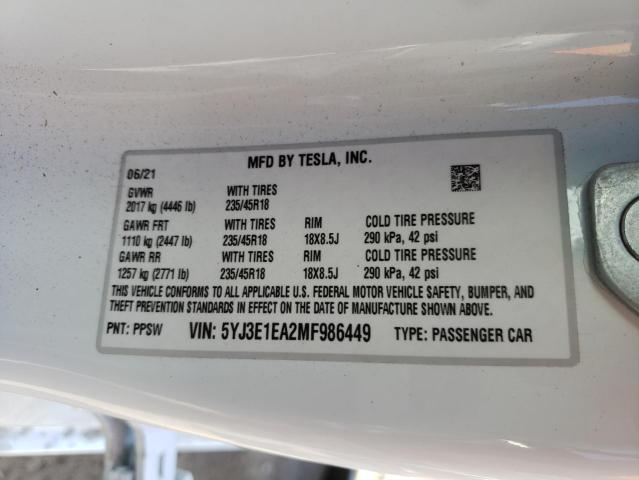 MFD BY TESLA, INC.
06/21
GVWR WITH TIRES
2017 kg (4446 lb) 235/45R18
GAWR FRT WITH TIRES RIM COLD TIRE PRESSURE
1110 kg (2447 lb) 235/45R18 18X8.5J 290 kPa, 42 psi
GAWR RR WITH TIRES RIM COLD TIRE PRESSURE
1257 kg (2771 lb) 235/45R18 18X8.5J 290 kPa, 42 psi
THIS VEHICLE CONFORMS TO ALL APPLICABLE U.S. FEDERAL MOTOR VEHICLE SAFETY, BUMPER, AND
THEFT PREVENTION STANDARDS IN EFFECT ON THE DATE OF MANUFACTURE SHOWN ABOVE.
PNT: PPSW VIN: 5YJ3E1EA2MF986449 TYPE: PASSENGER CAR